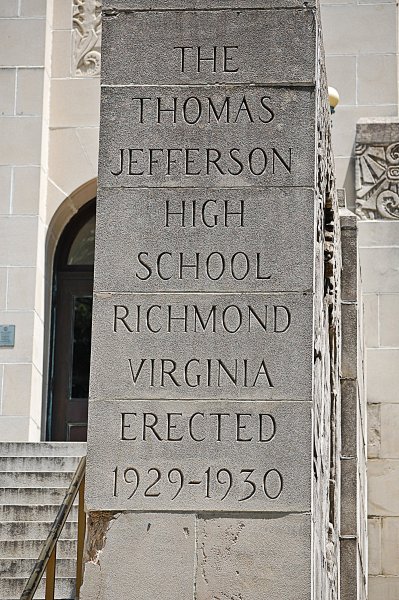 THE
THOMAS
JEFFERSON
HIGH
SCHOOL
RICHMOND
VIRGINIA
ERECTED
1929-1930